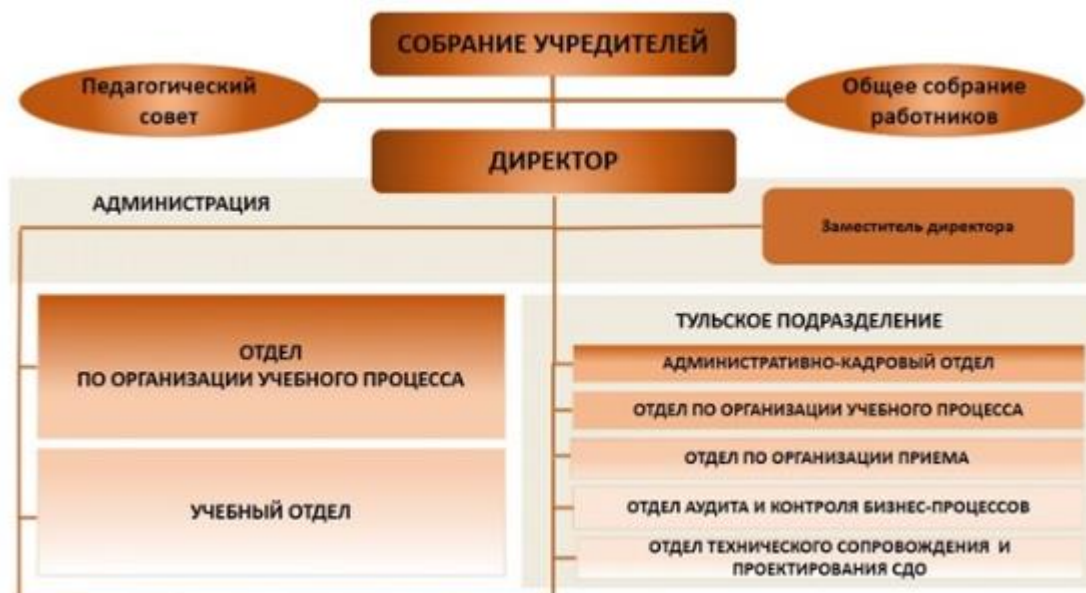 СОБРАНИЕ УЧРЕДИТЕЛЕЙ
Педагогический
совет
Общее собрание
работников
ДИРЕКТОР
АДМИНИСТРАЦИЯ
Заместитель директора
ОТДЕЛ
ПО ОРГАНИЗАЦИИ УЧЕБНОГО ПРОЦЕССА
УЧЕБНЫЙ ОТДЕЛ
ТУЛЬСКОЕ ПОДРАЗДЕЛЕНИЕ
АДМИНИСТРАТИВНО-КАДРОВЫЙ ОТДЕЛ
ОТДЕЛ ПО ОРГАНИЗАЦИИ УЧЕБНОГО ПРОЦЕССА
ОТДЕЛ ПО ОРГАНИЗАЦИИ ПРИЕМА
ОТДЕЛ АУДИТА И КОНТРОЛЯ БИЗНЕС-ПРОЦЕССОВ
ОТДЕЛ ТЕХНИЧЕСКОГО СОПРОВОЖДЕНИЯ И
ПРОЕКТИРОВАНИЯ СДО